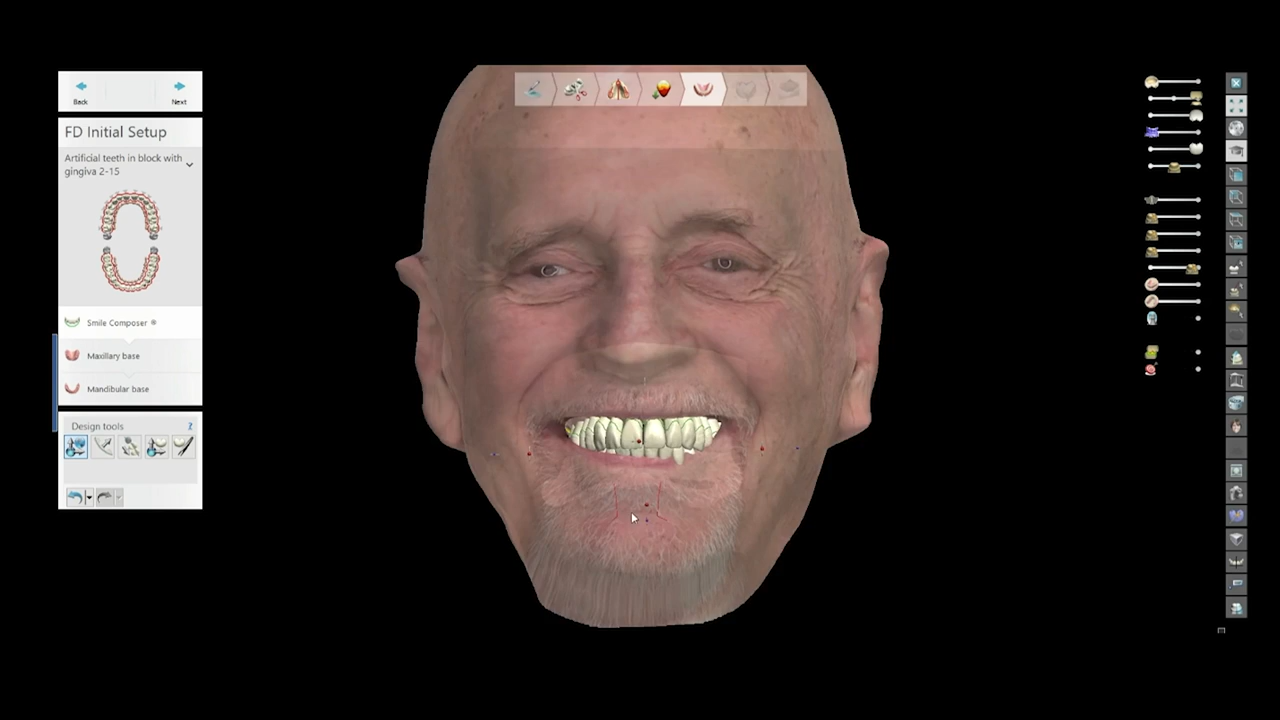 Back
Next
FD Initial Setup
Artificial teeth in block with
gingiva 2-15
Smile Composer
Maxillary base
Mandibular base
Design tools